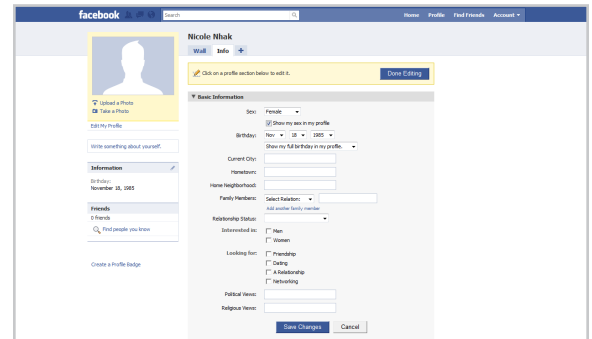 facebook
Search
Home Profile Find Friends Account
Nicole Nhak
Wall Info +
Click on a profile section below to edit it.
Done Editing
Upload a Photo
Take a Photo
Edit My Profile
Write something about yourself.
Information
Birthday:
November 18, 1985
Friends
0 friends
Find people you know
Create a Profile Badge
Basic Information
Sex: Female
Show my sex in my profile
Birthday: Nov 18 1985
Show my full birthday in my profile.
Current City:
Hometown:
Home Neighborhood:
Family Members: Select Relation:
Add another family member
Relationship Status:
Interested in: Men
Women
Looking for: Friendship
Dating
A Relationship
Networking
Political Views:
Religious Views:
Save Changes Cancel